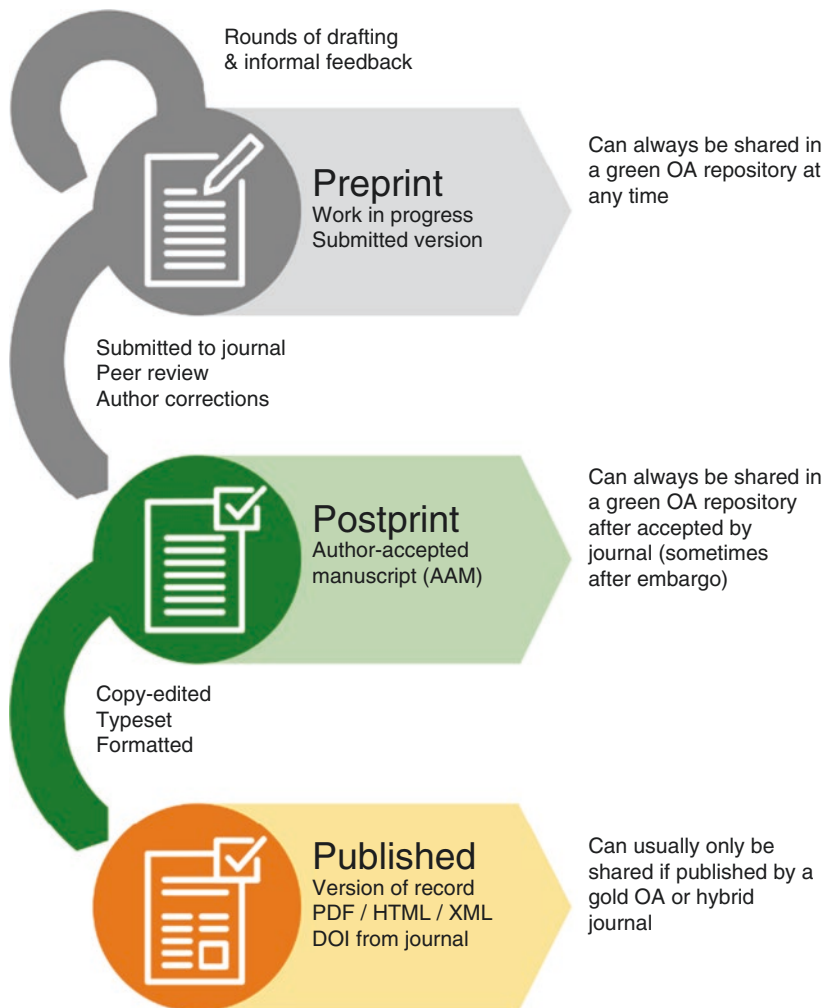 Rounds of drafting
& informal feedback
Preprint
Work in progress
Submitted version
Can always be shared in
a green OA repository at
any time
Submitted to journal
Peer review
Author corrections
Postprint
Author-accepted
manuscript (AAM)
Can always be shared in
a green OA repository
after accepted by
journal (sometimes
after embargo)
Copy-edited
Typeset
Formatted
Published
Version of record
PDF / HTML / XML
DOI from journal
Can usually only be
shared if published by a
gold OA or hybrid
journal